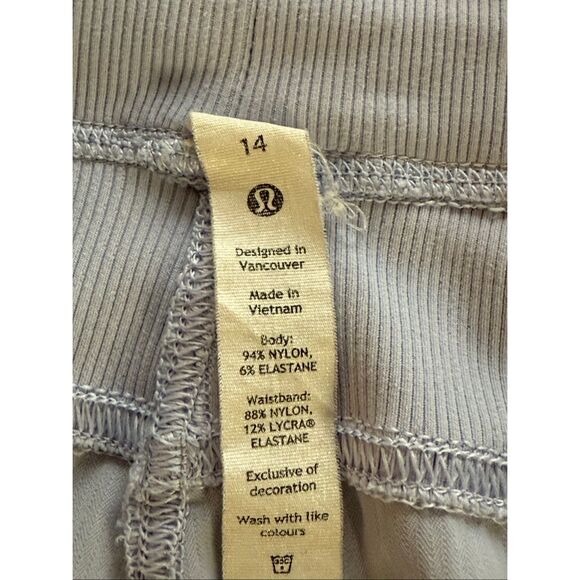 14
Designed in
Vancouver
Made in
Vietnam
Body:
94% NYLON,
6% ELASTANE
Waistband:
88% NYLON,
12% LYCRA®
ELASTANE
Exclusive of
decoration
Wash with like
colours